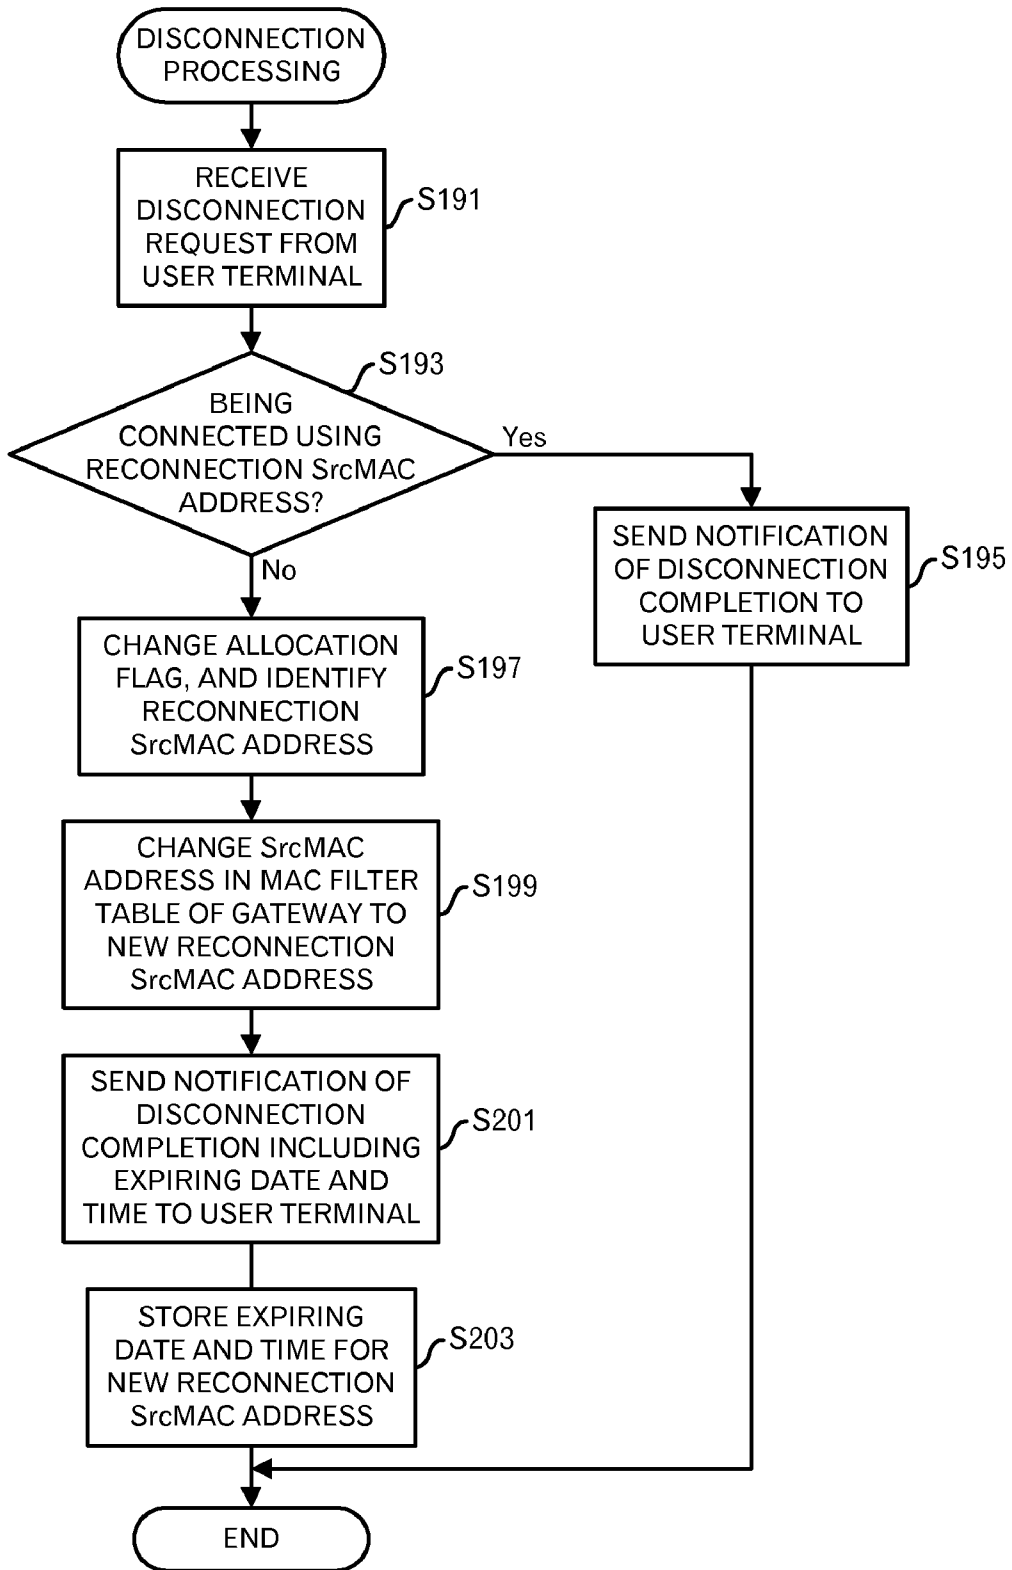 DISCONNECTION
PROCESSING
RECEIVE
DISCONNECTION
REQUEST FROM
USER TERMINAL
S191
BEING
CONNECTED USING
RECONNECTION SrcMAC
ADDRESS?
S193
Yes
No
SEND NOTIFICATION
OF DISCONNECTION
COMPLETION TO
USER TERMINAL
S195
CHANGE ALLOCATION
FLAG, AND IDENTIFY
RECONNECTION
SrcMAC ADDRESS
S197
CHANGE SrcMAC
ADDRESS IN MAC FILTER
TABLE OF GATEWAY TO
NEW RECONNECTION
SrcMAC ADDRESS
S199
SEND NOTIFICATION OF
DISCONNECTION
COMPLETION INCLUDING
EXPIRING DATE AND
TIME TO USER TERMINAL
S201
STORE EXPIRING
DATE AND TIME FOR
NEW RECONNECTION
SrcMAC ADDRESS
S203
END